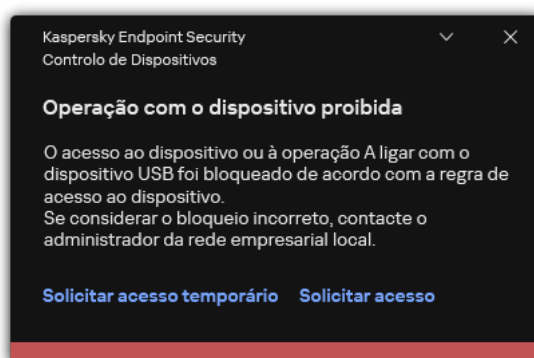 Kaspersky Endpoint Security
Controlo de Dispositivos
Operação com o dispositivo proibida
O acesso ao dispositivo ou à operação A ligar com o
dispositivo USB foi bloqueado de acordo com a regra de
acesso ao dispositivo.
Se considerar o bloqueio incorreto, contacte o
administrador da rede empresarial local.
Solicitar acesso temporário Solicitar acesso